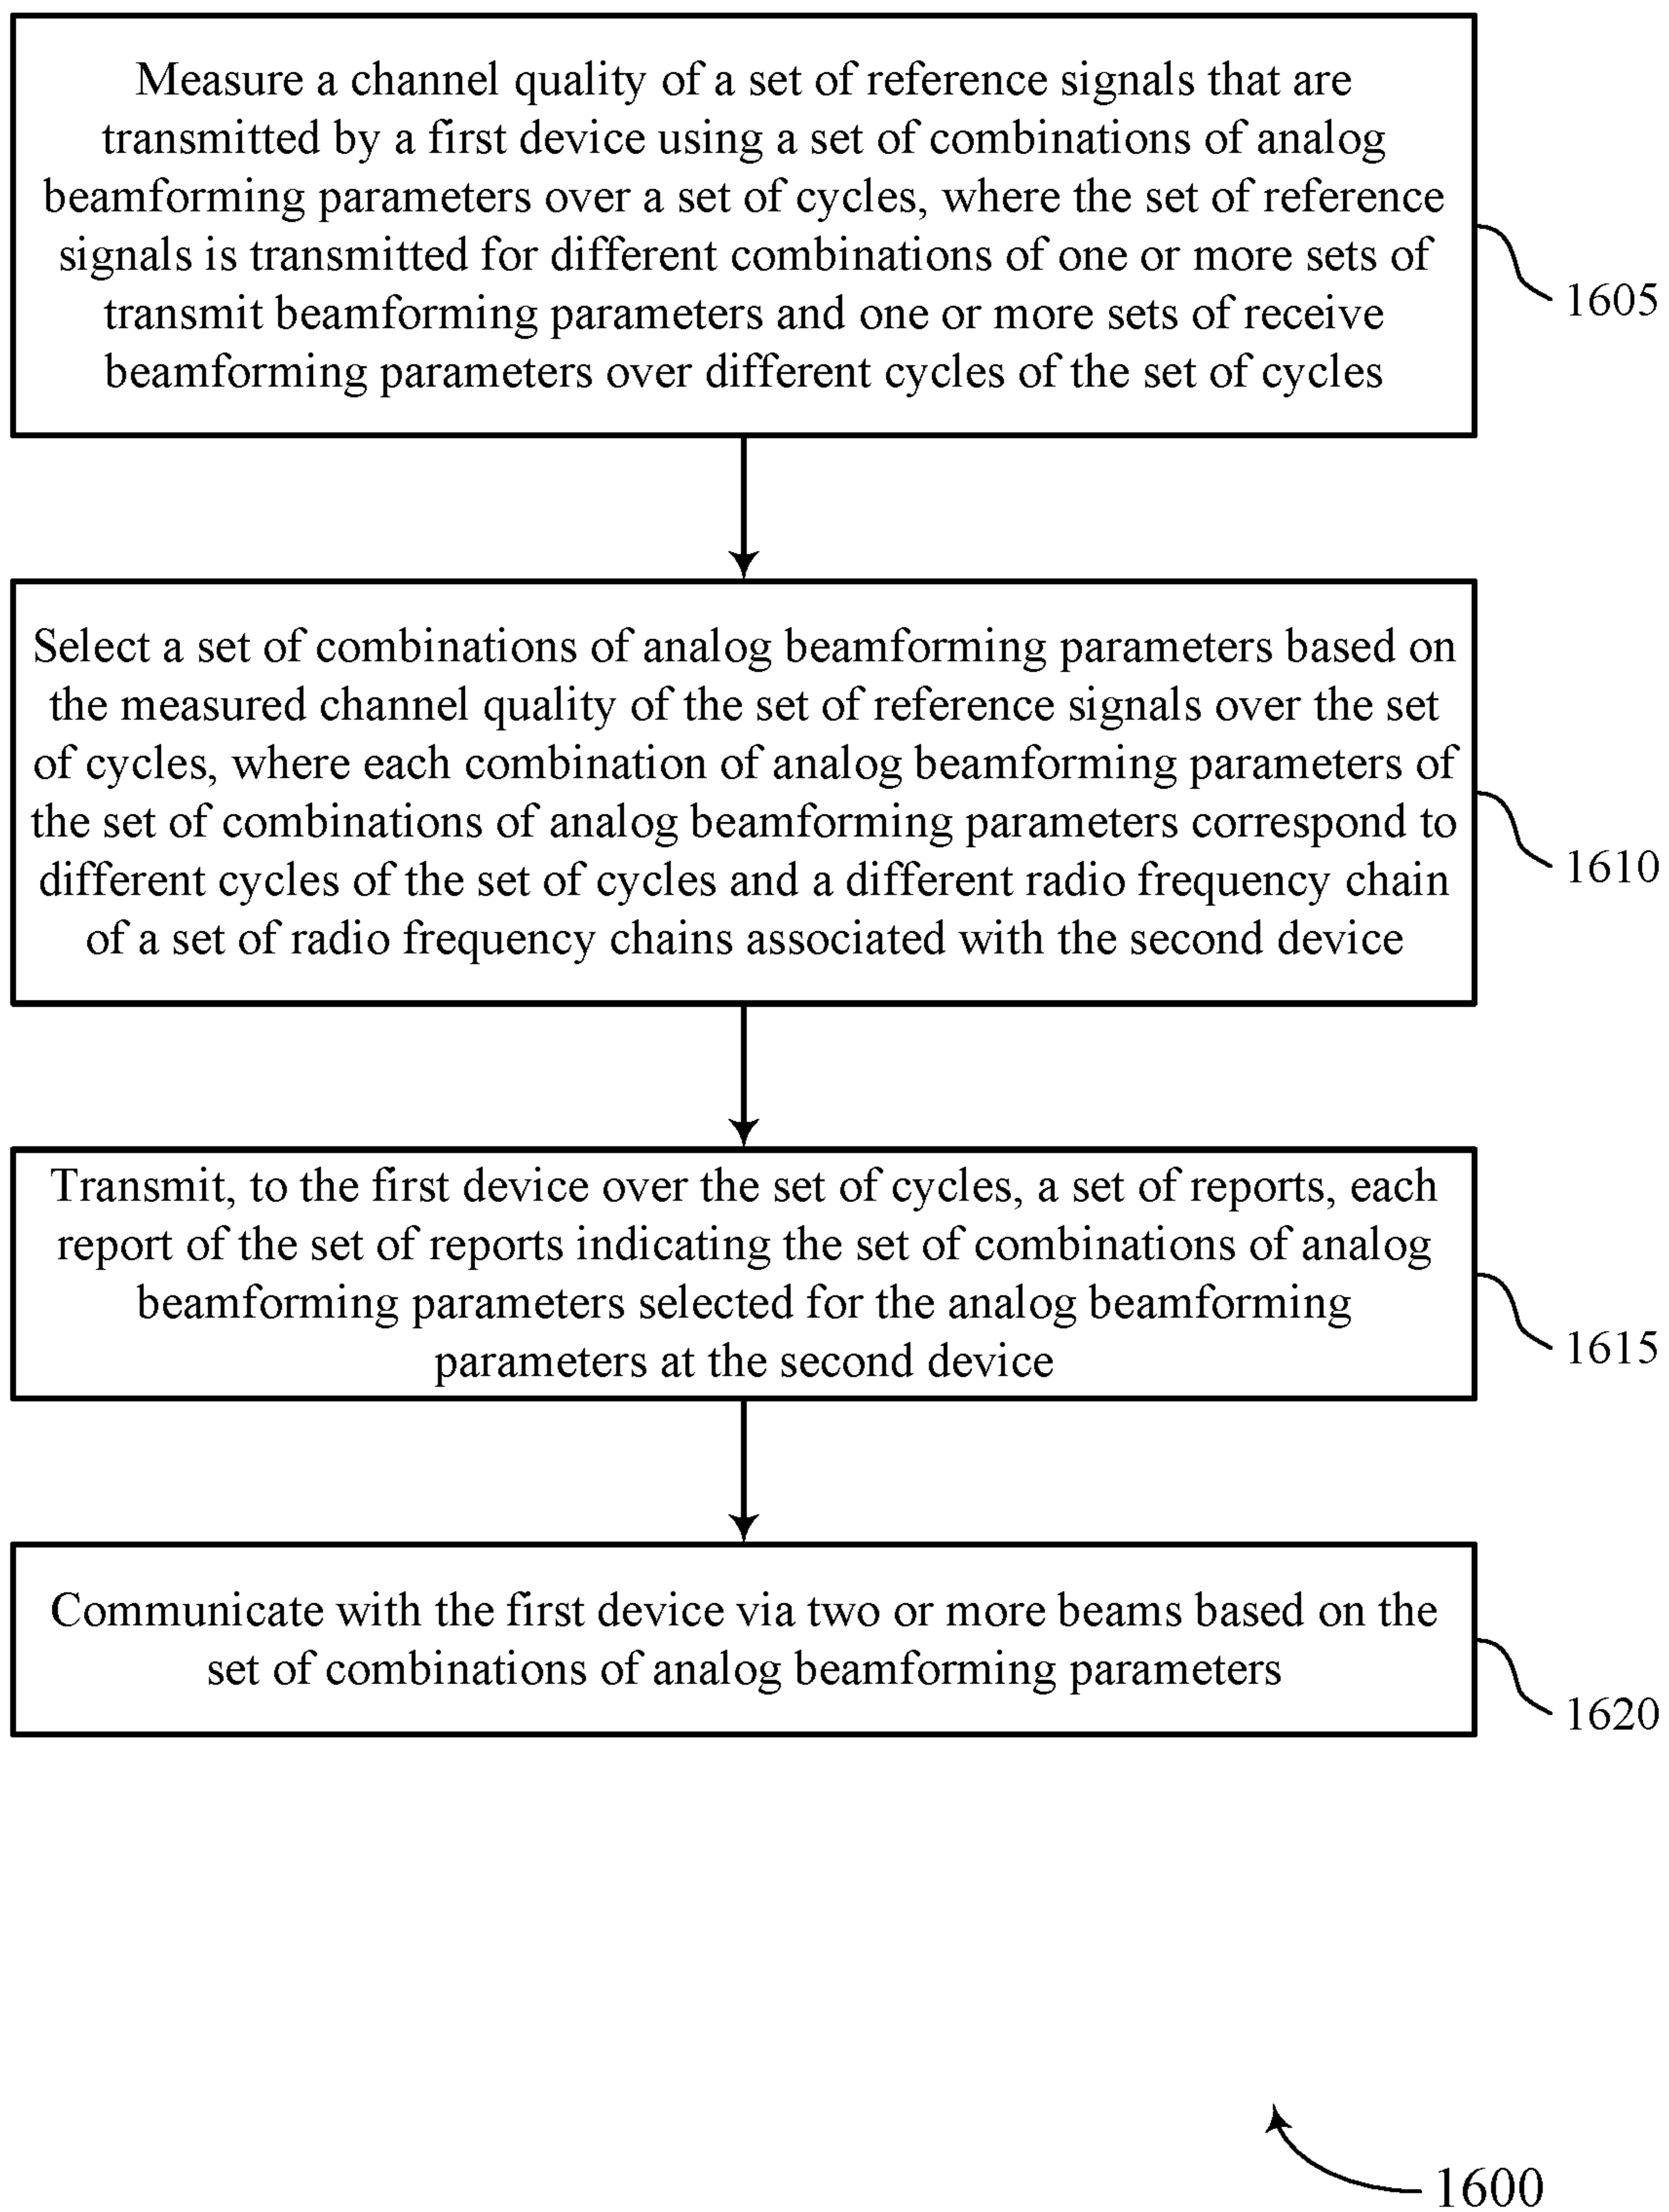 Measure a channel quality of a set of reference signals that are
transmitted by a first device using a set of combinations of analog
beamforming parameters over a set of cycles, where the set of reference
signals is transmitted for different combinations of one or more sets of
transmit beamforming parameters and one or more sets of receive
beamforming parameters over different cycles of the set of cycles
1605
Select a set of combinations of analog beamforming parameters based on
the measured channel quality of the set of reference signals over the set
of cycles, where each combination of analog beamforming parameters of
the set of combinations of analog beamforming parameters correspond to
different cycles of the set of cycles and a different radio frequency chain
of a set of radio frequency chains associated with the second device
1610
Transmit, to the first device over the set of cycles, a set of reports, each
report of the set of reports indicating the set of combinations of analog
beamforming parameters selected for the analog beamforming
parameters at the second device
1615
Communicate with the first device via two or more beams based on the
set of combinations of analog beamforming parameters
1620
1600